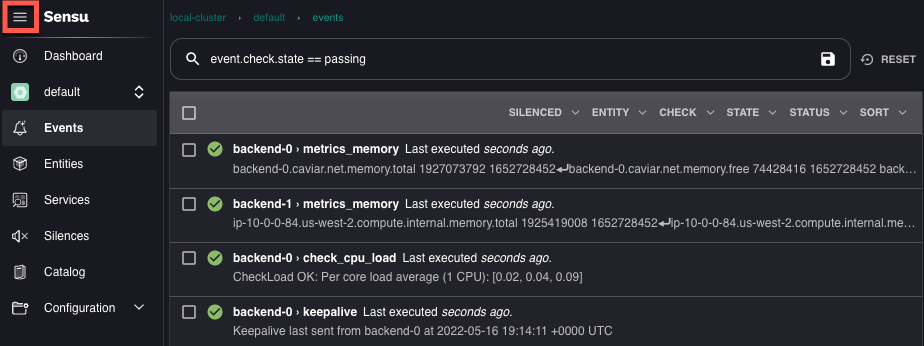 Sensu
local-cluster › default › events
Dashboard
event.check.state == passing
RESET
default
Events
SILENCED ENTITY CHECK STATE STATUS SORT
Entities
backend-0 › metrics_memory Last executed seconds ago.
backend-0.caviar.net.memory.total 1927073792 1652728452↵backend-0.caviar.net.memory.free 74428416 1652728452 back…
Services
backend-1 › metrics_memory Last executed seconds ago.
ip-10-0-0-84.us-west-2.compute.internal.memory.total 1925419008 1652728452↵ip-10-0-0-84.us-west-2.compute.internal.me…
Silences
backend-0 › check_cpu_load Last executed seconds ago.
CheckLoad OK: Per core load average (1 CPU): [0.02, 0.04, 0.09]
Catalog
Configuration
backend-0 › keepalive Last executed seconds ago.
Keepalive last sent from backend-0 at 2022-05-16 19:14:11 +0000 UTC